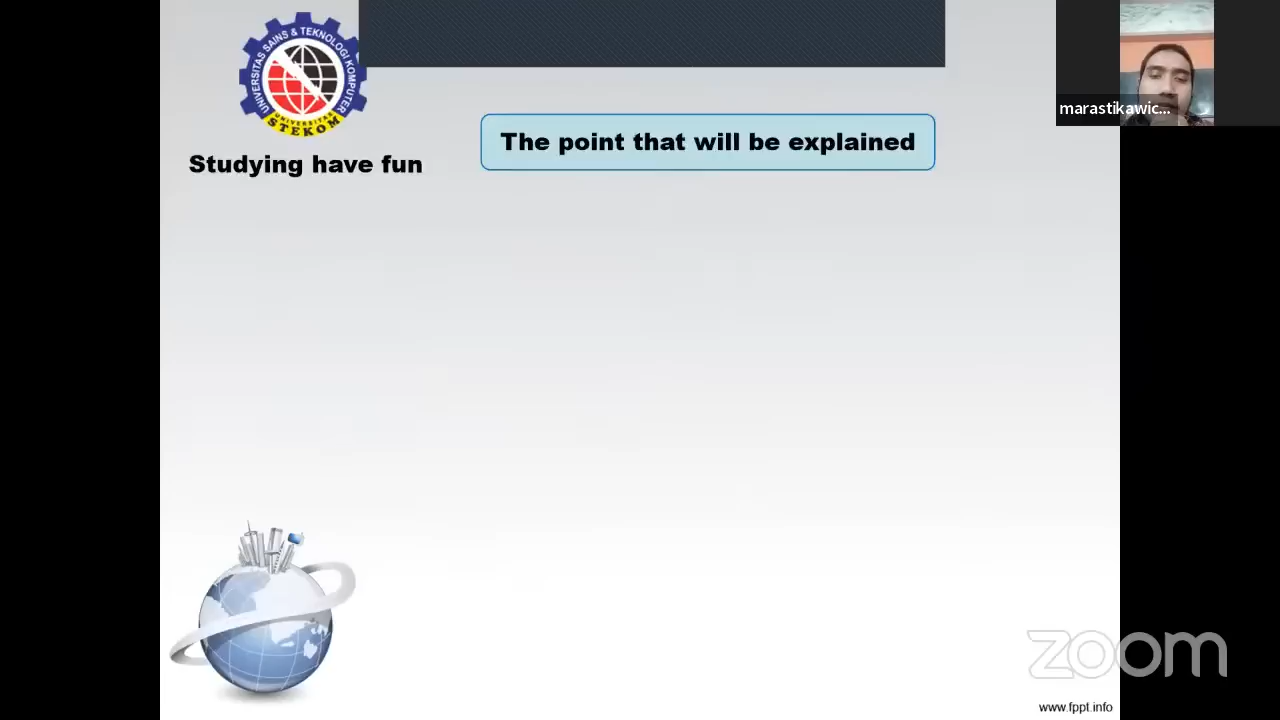 UNIVERSITAS SAINS & TEKNOLOGI KOMPUTER
UNIVERSITAS
STEKOM
Studying have fun
The point that will be explained
marastikawic...
zoom
www.fppt.info